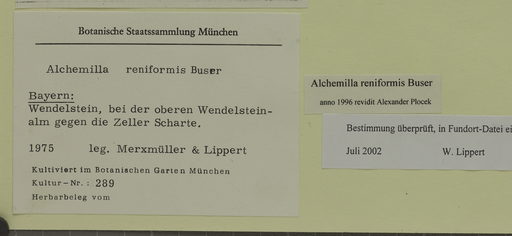 Botanische Staatssammlung München
Alchemilla reniformis Buser
Bayern:
Wendelstein, bei der oberen Wendelstein-
alm gegen die Zeller Scharte.
1975 leg. Merxmüller & Lippert
Kultiviert im Botanischen Garten München
Kultur-Nr.: 289
Herbarbeleg vom
Alchemilla reniformis Buser
anno 1996 revidit Alexander Plocek
Bestimmung überprüft, in Fundort-Datei ei
Juli 2002 W. Lippert